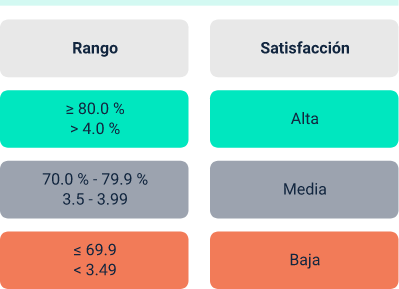 Rango
Satisfacción
≥ 80.0 %
> 4.0 %
Alta
70.0 % - 79.9 %
3.5 - 3.99
Media
≤ 69.9
< 3.49
Baja